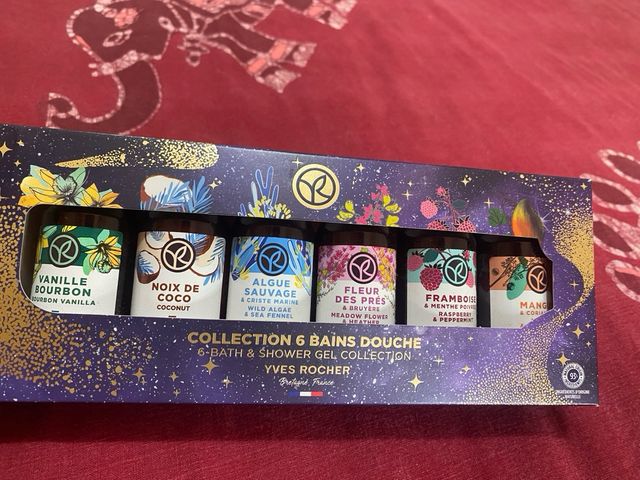 VANILLE
BOURBON
BOURBON VANILLA
NOIX DE
COCO
COCONUT
ALGUE
SAUVAGE
& CRISTE MARINE
WILD ALGAE
& SEA FENNEL
FLEUR
DES PRÉS
& BRUYÈRE
MEADOW FLOWER
& HEATHER
FRAMBOISE
& MENTHE POIVRÉE
RASPBERRY
& PEPPERMINT
MANG
& CORIA
COLLECTION 6 BAINS DOUCHE
6-BATH & SHOWER GEL COLLECTION
YVES ROCHER
Bretagne, France